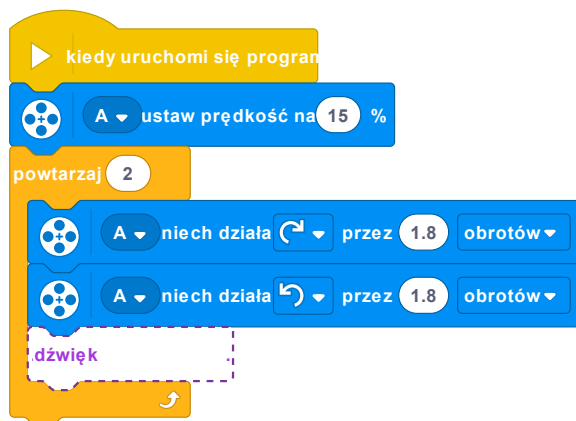 kiedy uruchomi się program
A ustaw prędkość na 15 %
powtarzaj 2
A niech działa przez 1.8 obrotów
A niech działa przez 1.8 obrotów
dźwięk